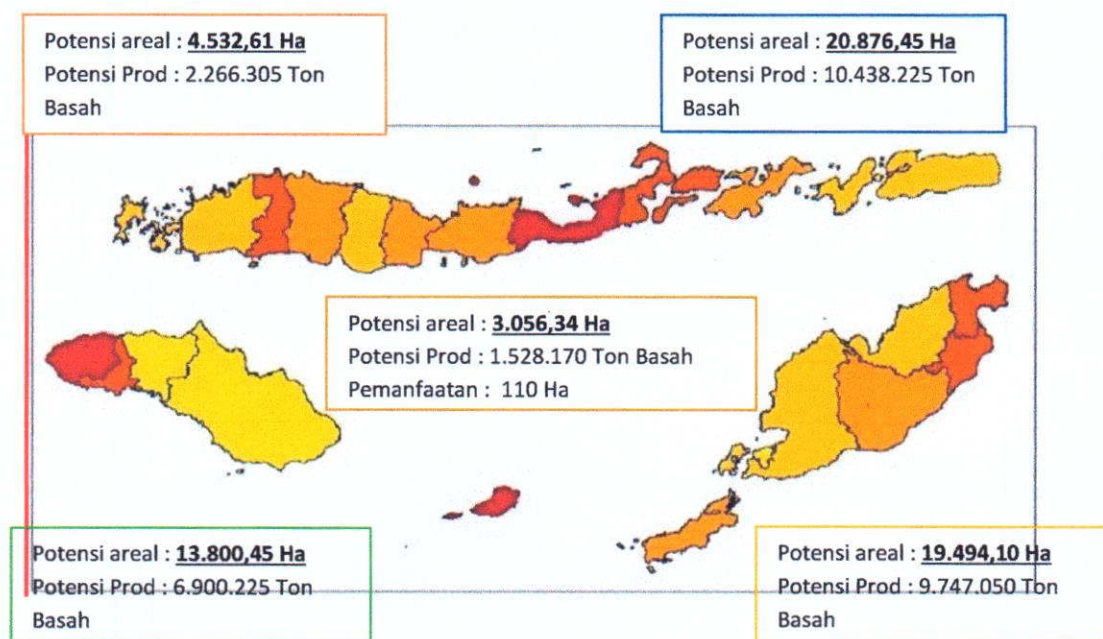 Potensi areal : 4.532,61 Ha
Potensi Prod : 2.266.305 Ton
Basah
Potensi areal : 20.876,45 Ha
Potensi Prod : 10.438.225 Ton
Basah
Potensi areal : 3.056,34 Ha
Potensi Prod : 1.528.170 Ton Basah
Pemanfaatan : 110 Ha
Potensi areal : 13.800,45 Ha
Potensi Prod : 6.900.225 Ton
Basah
Potensi areal : 19.494,10 Ha
Potensi Prod : 9.747.050 Ton
Basah